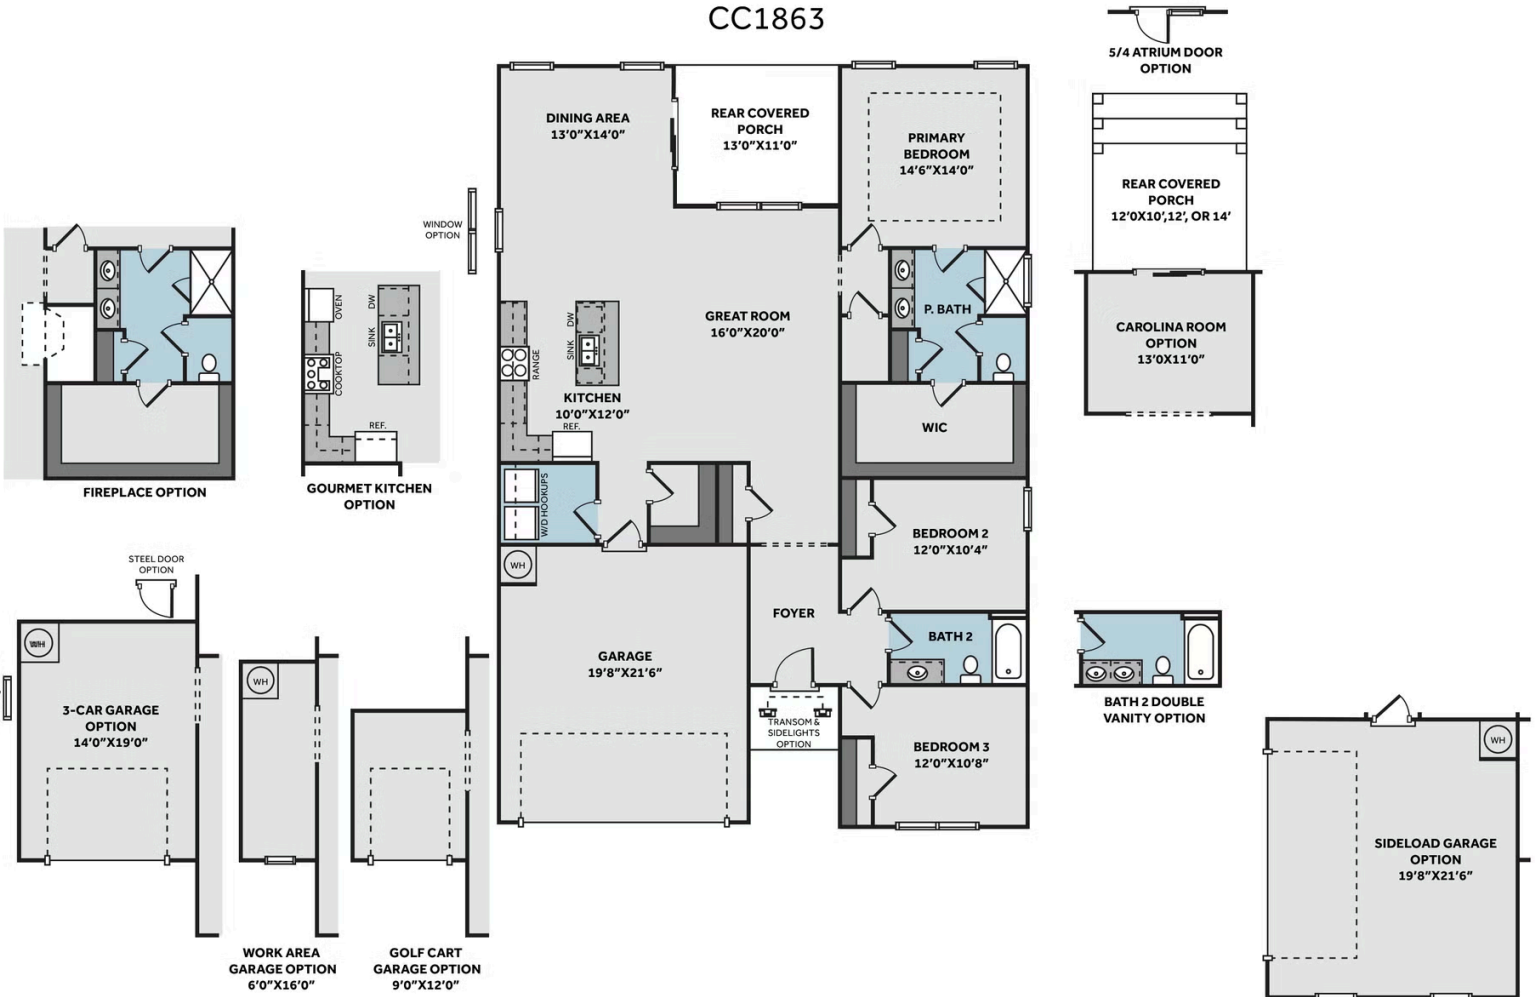 CC1863
5/4 ATRIUM DOOR
OPTION
DINING AREA
13'0"X14'0"
REAR COVERED
PORCH
13'0"X11'0"
PRIMARY
BEDROOM
14'6"X14'0"
REAR COVERED
PORCH
12'0X10',12', OR 14'
WINDOW
OPTION
OVEN
DW
SINK
COOKTOP
REF.
GOURMET KITCHEN
OPTION
FIREPLACE OPTION
DW
SINK
RANGE
KITCHEN
10'0"X12'0"
REF.
GREAT ROOM
16'0"X20'0"
P. BATH
WIC
CAROLINA ROOM
OPTION
13'0X11'0"
W/D HOOKUPS
WH
BEDROOM 2
12'0"X10'4"
STEEL DOOR
OPTION
WH
3-CAR GARAGE
OPTION
14'0"X19'0"
WH
WORK AREA
GARAGE OPTION
6'0"X16'0"
GOLF CART
GARAGE OPTION
9'0"X12'0"
GARAGE
19'8"X21'6"
FOYER
BATH 2
TRANSOM &
SIDELIGHTS
OPTION
BEDROOM 3
12'0"X10'8"
BATH 2 DOUBLE
VANITY OPTION
WH
SIDELOAD GARAGE
OPTION
19'8"X21'6"